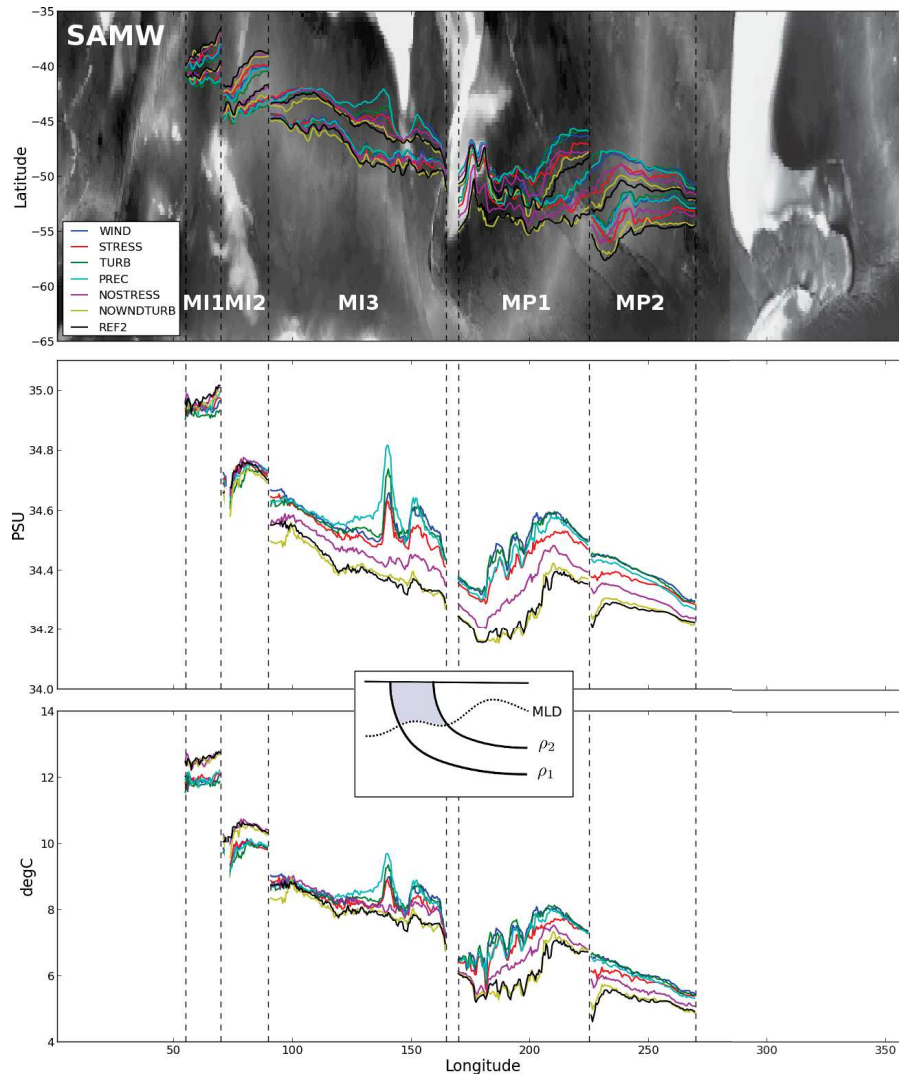 SAMW
−35
−40
−45
−50
−55
−60
−65
Latitude
WIND
STRESS
TURB
PREC
NOSTRESS
NOWNDTURB
REF2
MI1 MI2 MI3 MP1 MP2
35.0
34.8
34.6
34.4
34.2
34.0
PSU
MLD
ρ2
ρ1
14
12
10
8
6
4
degC
50 100 150 200 250 300 350
Longitude